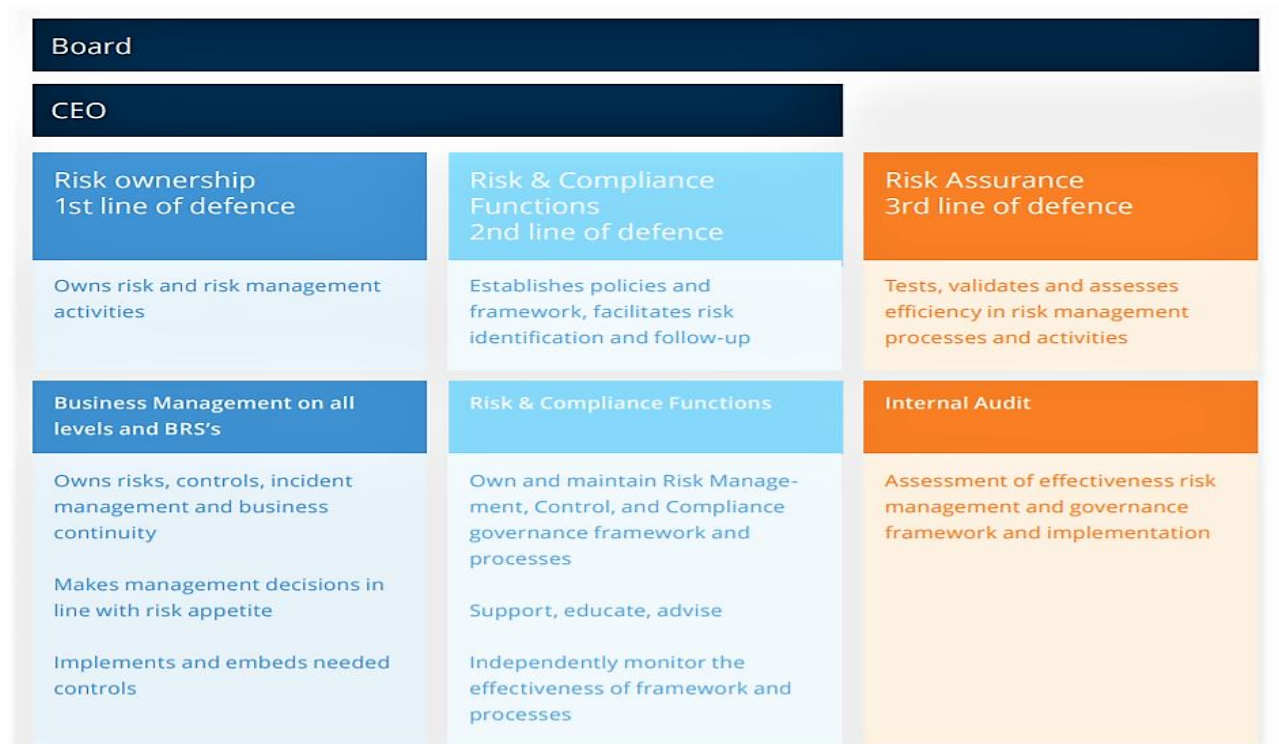 Board
CEO
Risk ownership
1st line of defence
Risk & Compliance
Functions
2nd line of defence
Risk Assurance
3rd line of defence
Owns risk and risk management
activities
Establishes policies and
framework, facilitates risk
identification and follow-up
Tests, validates and assesses
efficiency in risk management
processes and activities
Business Management on all
levels and BRS's
Risk & Compliance Functions
Internal Audit
Owns risks, controls, incident
management and business
continuity
Makes management decisions in
line with risk appetite
Implements and embeds needed
controls
Own and maintain Risk Manage-
ment, Control, and Compliance
governance framework and
processes
Support, educate, advise
Independently monitor the
effectiveness of framework and
processes
Assessment of effectiveness risk
management and governance
framework and implementation